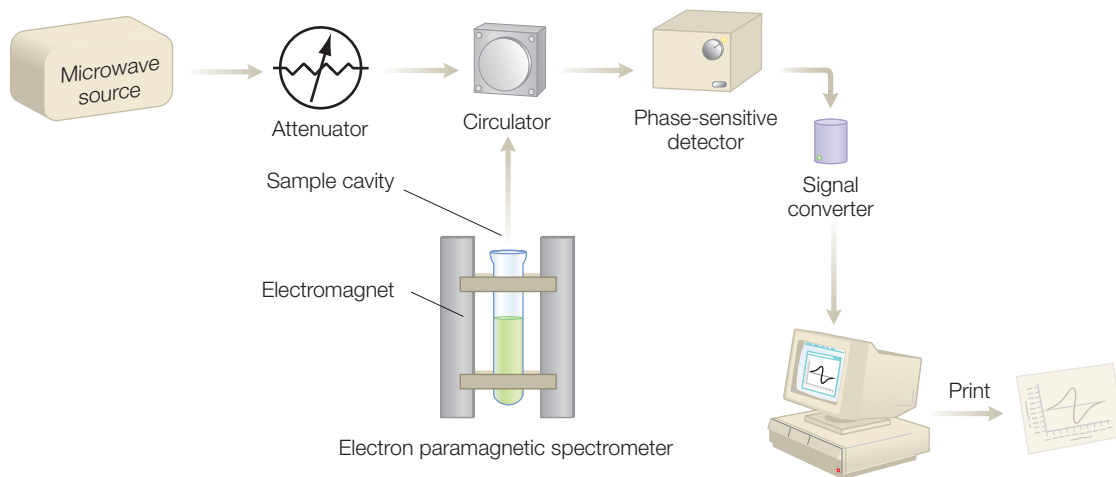 Microwave
source
Attenuator
Circulator
Phase-sensitive
detector
Sample cavity
Signal
converter
Electromagnet
Print
Electron paramagnetic spectrometer